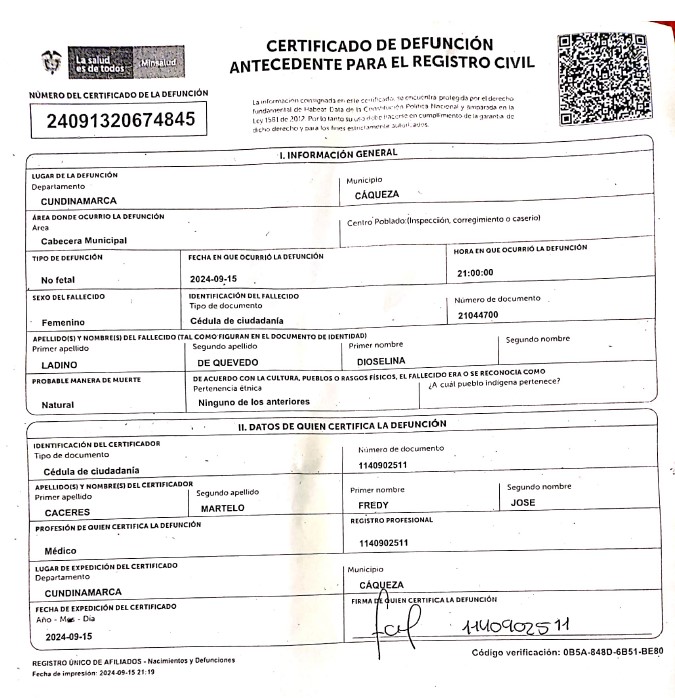 La salud
es de todos
Minsalud
CERTIFICADO DE DEFUNCIÓN
ANTECEDENTE PARA EL REGISTRO CIVIL
NÚMERO DEL CERTIFICADO DE LA DEFUNCIÓN
24091320674845
La información consignada en este certificado, se encuentra protegida por el derecho
fundamental de Habeas Data de la Constitución Política Nacional y amparada en la
Ley 1581 de 2012. Por lo tanto su uso debe hacerse en cumplimiento de la garantía de
dicho derecho y para los fines estrictamente autorizados.
I. INFORMACIÓN GENERAL
LUGAR DE LA DEFUNCIÓN
Departamento Municipio
CUNDINAMARCA CÁQUEZA
ÁREA DONDE OCURRIO LA DEFUNCIÓN
Area Centro Poblado:(Inspección, corregimiento o caserío)
Cabecera Municipal
TIPO DE DEFUNCIÓN FECHA EN QUE OCURRIÓ LA DEFUNCIÓN HORA EN QUE OCURRIÓ LA DEFUNCIÓN
No fetal 2024-09-15 21:00:00
SEXO DEL FALLECIDO IDENTIFICACIÓN DEL FALLECIDO
Tipo de documento Número de documento
Femenino Cédula de ciudadanía 21044700
APELLIDO(S) Y NOMBRE(S) DEL FALLECIDO (TAL COMO FIGURAN EN EL DOCUMENTO DE IDENTIDAD)
Primer apellido Segundo apellido Primer nombre Segundo nombre
LADINO DE QUEVEDO DIOSELINA
PROBABLE MANERA DE MUERTE DE ACUERDO CON LA CULTURA, PUEBLOS O RASGOS FÍSICOS, EL FALLECIDO ERA O SE RECONOCIA COMO
Pertenencia étnica ¿A cuál pueblo indígena pertenece?
Natural Ninguno de los anteriores
II. DATOS DE QUIEN CERTIFICA LA DEFUNCIÓN
IDENTIFICACIÓN DEL CERTIFICADOR
Tipo de documento Número de documento
Cédula de ciudadanía 1140902511
APELLIDO(S) Y NOMBRE(S) DEL CERTIFICADOR
Primer apellido Segundo apellido Primer nombre Segundo nombre
CACERES MARTELO FREDY JOSE
PROFESIÓN DE QUIEN CERTIFICA LA DEFUNCIÓN REGISTRO PROFESIONAL
Médico 1140902511
LUGAR DE EXPEDICIÓN DEL CERTIFICADO
Departamento Municipio
CUNDINAMARCA CÁQUEZA
FECHA DE EXPEDICIÓN DEL CERTIFICADO FIRMA DE QUIEN CERTIFICA LA DEFUNCIÓN
Año - Mes - Día
2024-09-15 1140902511
Código verificación: 0B5A-848D-6B51-BE80
REGISTRO ÚNICO DE AFILIADOS - Nacimientos y Defunciones
Fecha de impresión: 2024-09-15 21:19